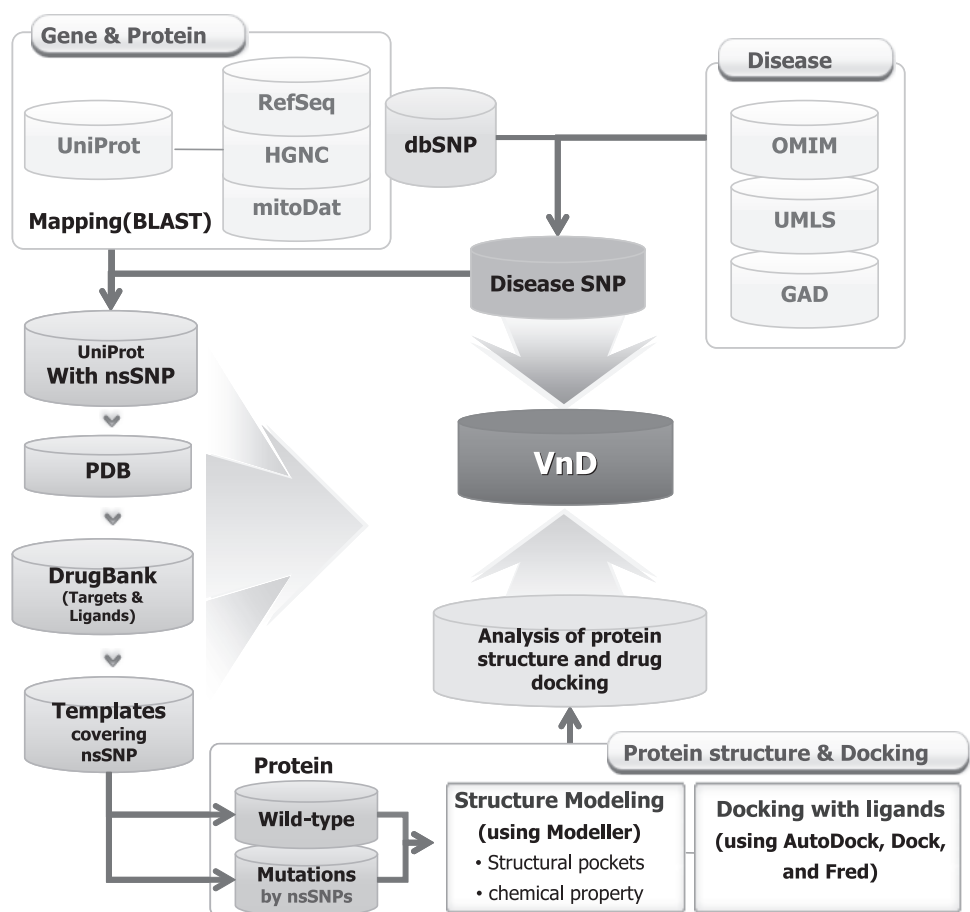 Gene & Protein
UniProt
RefSeq
HGNC
mitoDat
Mapping(BLAST)
dbSNP
Disease
OMIM
UMLS
GAD
Disease SNP
UniProt
With nsSNP
PDB
DrugBank
(Targets &
Ligands)
Templates
covering
nsSNP
VnD
Analysis of protein
structure and drug
docking
Protein structure & Docking
Protein
Wild-type
Mutations
by nsSNPs
Structure Modeling
(using Modeller)
• Structural pockets
• chemical property
Docking with ligands
(using AutoDock, Dock,
and Fred)